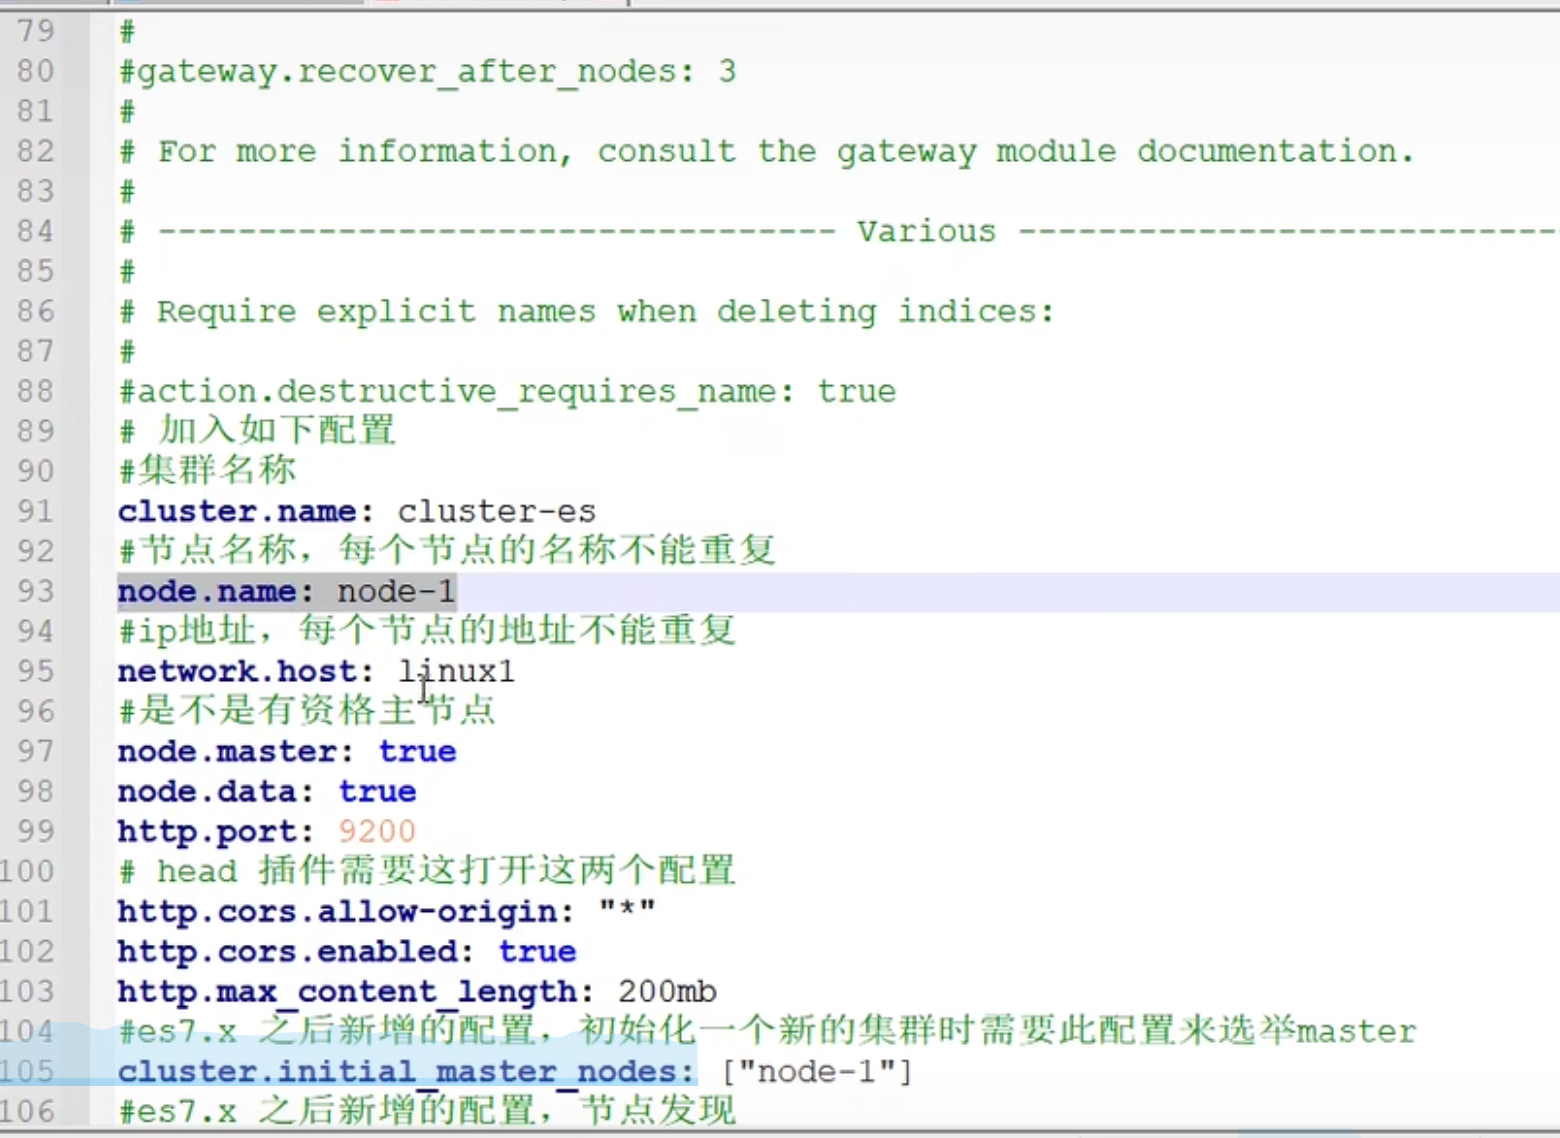 79 #
80 #gateway.recover_after_nodes: 3
81 #
82 # For more information, consult the gateway module documentation.
83 #
84 # ---------------------------------- Various ---------------------------
85 #
86 # Require explicit names when deleting indices:
87 #
88 #action.destructive_requires_name: true
89 # 加入如下配置
90 #集群名称
91 cluster.name: cluster-es
92 #节点名称，每个节点的名称不能重复
93 node.name: node-1
94 #ip地址，每个节点的地址不能重复
95 network.host: linux1
96 #是不是有资格主节点
97 node.master: true
98 node.data: true
99 http.port: 9200
100 # head 插件需要这打开这两个配置
101 http.cors.allow-origin: "*"
102 http.cors.enabled: true
103 http.max_content_length: 200mb
104 #es7.x 之后新增的配置，初始化一个新的集群时需要此配置来选举master
105 cluster.initial_master_nodes: ["node-1"]
106 #es7.x 之后新增的配置，节点发现